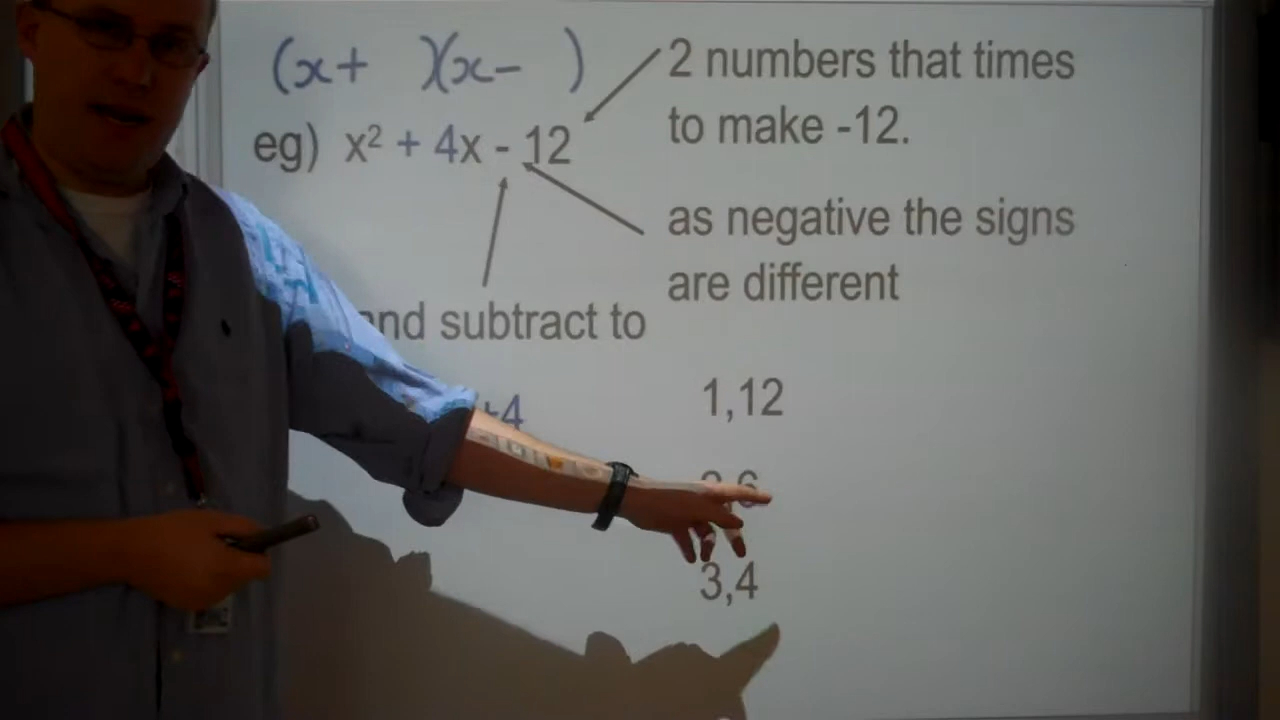 (x+ )(x- )
2 numbers that times
to make -12.
eg) x² + 4x - 12
as negative the signs
are different
and subtract to
+4
1,12
3,4